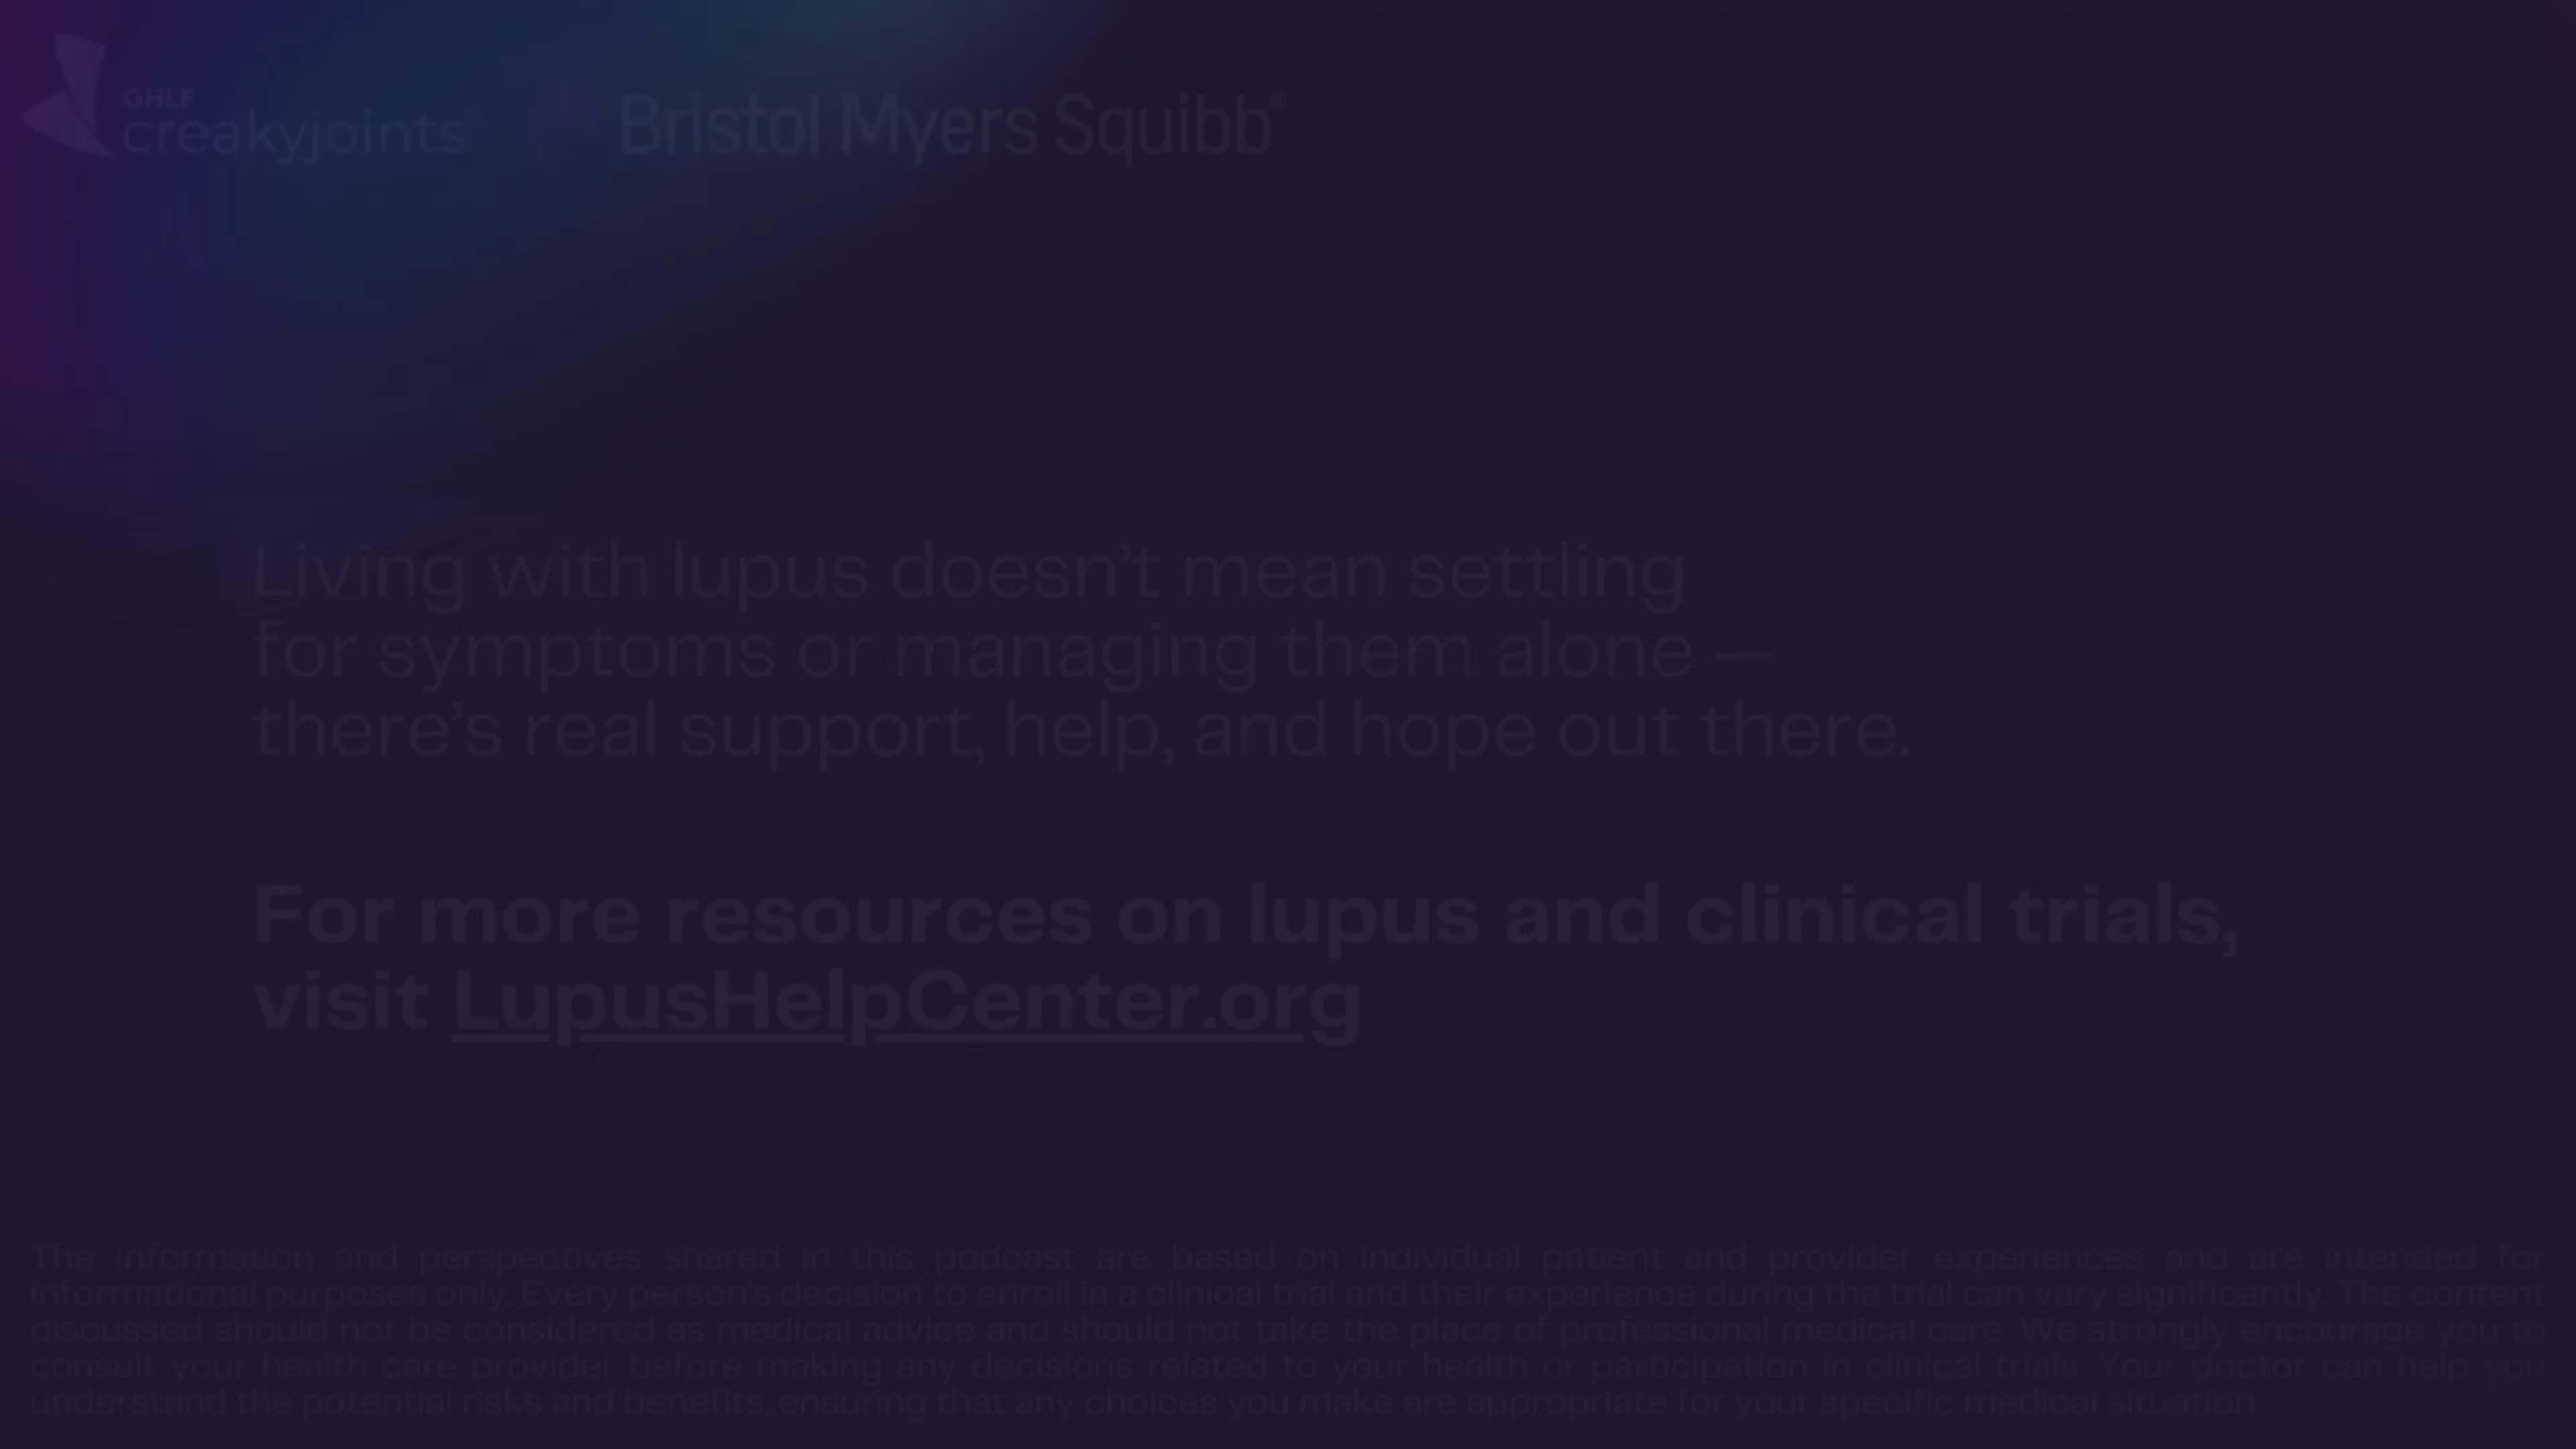 GHLF
creakyjoints
Bristol Myers Squibb®
Living with lupus doesn’t mean settling
for symptoms or managing them alone —
there’s real support, help, and hope out there.
For more resources on lupus and clinical trials,
visit LupusHelpCenter.org
The information and perspectives shared in this podcast are based on individual patient and provider experiences and are intended for
informational purposes only. Every person’s decision to enroll in a clinical trial and their experience during the trial can vary significantly. The content
discussed should not be considered as medical advice and should not take the place of professional medical care. We strongly encourage you to
consult your health care provider before making any decisions related to your health or participation in clinical trials. Your doctor can help you
understand the potential risks and benefits, ensuring that any choices you make are appropriate for your specific medical situation.